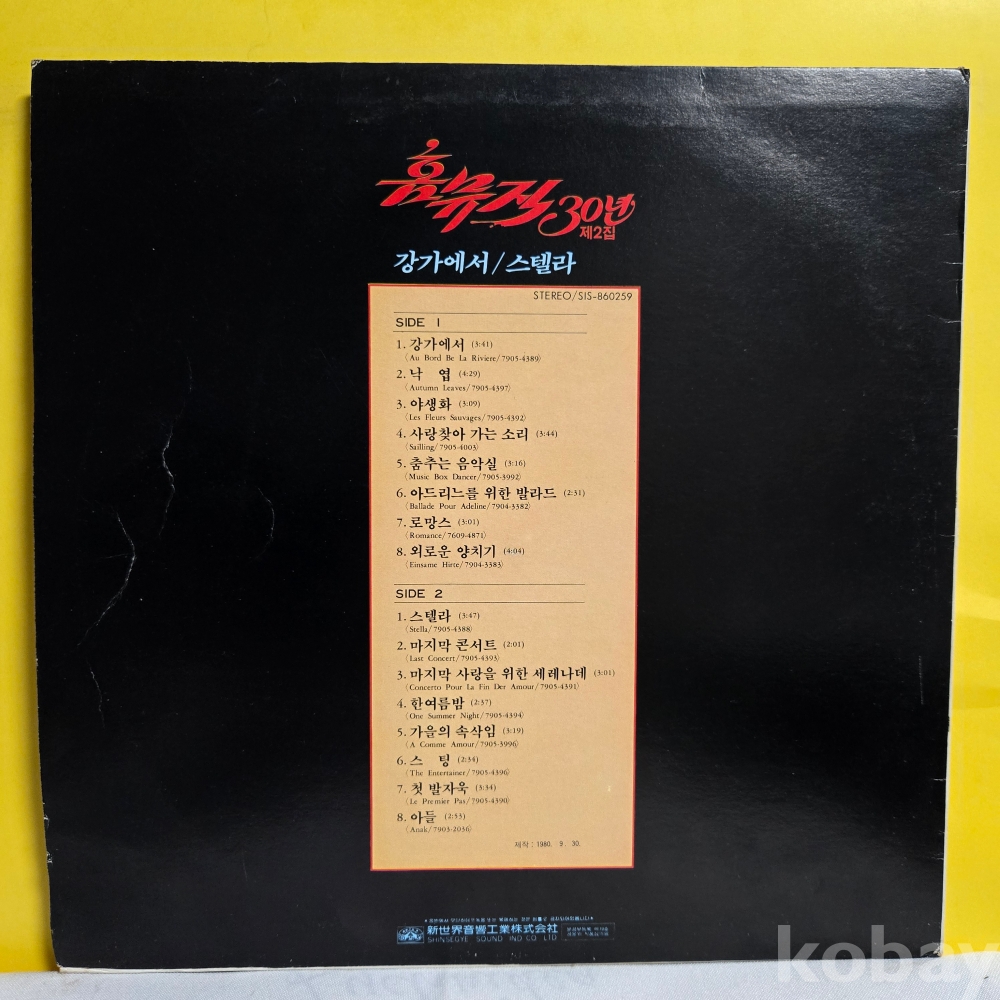 홈뮤직 30년
제2집
강가에서/스텔라
STEREO/SIS-860259
SIDE 1
1. 강가에서 (3:41)
(Au Bord Be La Riviere/7905-4389)
2. 낙 엽 (4:29)
(Autumn Leaves/7905-4397)
3. 야생화 (3:09)
(Les Fleurs Sauvages/7905-4392)
4. 사랑찾아 가는 소리 (3:44)
(Sailling/7905-4003)
5. 춤추는 음악실 (3:16)
(Music Box Dancer/7905-3992)
6. 아드리느를 위한 발라드 (2:31)
(Ballade Pour Adeline/7904-3382)
7. 로망스 (3:01)
(Romance/7609-4871)
8. 외로운 양치기 (4:04)
(Einsame Hirte/7904-3383)
SIDE 2
1. 스텔라 (3:47)
(Stella/7905-4388)
2. 마지막 콘서트 (2:01)
(Last Concert/7905-4393)
3. 마지막 사랑을 위한 세레나데 (3:01)
(Concerto Pour La Fin Der Amour/7905-4391)
4. 한여름밤 (2:37)
(One Summer Night/7905-4394)
5. 가을의 속삭임 (3:19)
(A Comme Amour/7905-3996)
6. 스 팅 (2:34)
(The Entertainer/7905-4396)
7. 첫 발자욱 (3:34)
(Le Premier Pas/7905-4390)
8. 아들 (2:53)
(Anak/7903-2036)
제작 : 1980. 9. 30.
新世界音響工業株式会社
SHINSEGYE SOUND IND CO LTD
kobay